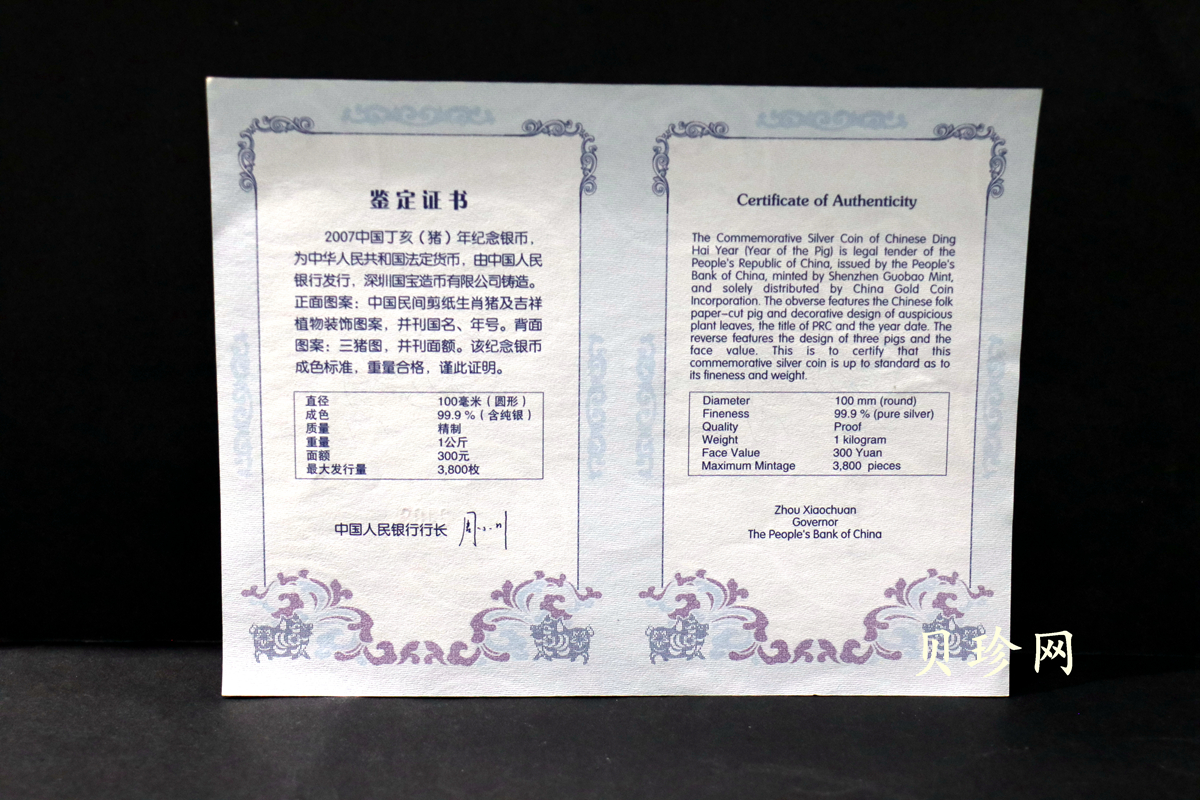 鉴定证书
2007中国丁亥（猪）年纪念银币，
为中华人民共和国法定货币，由中国人民
银行发行，深圳国宝造币有限公司铸造。
正面图案：中国民间剪纸生肖猪及吉祥
植物装饰图案，并刊国名、年号。背面
图案：三猪图，并刊面额。该纪念银币
成色标准，重量合格，谨此证明。
直径 100毫米（圆形）
成色 99.9%（含纯银）
质量 精制
重量 1公斤
面额 300元
最大发行量 3,800枚
中国人民银行行长 周小川
Certificate of Authenticity
The Commemorative Silver Coin of Chinese Ding
Hai Year (Year of the Pig) is legal tender of the
People's Republic of China, issued by the People's
Bank of China, minted by Shenzhen Guobao Mint,
and solely distributed by China Gold Coin
Incorporation. The obverse features the Chinese folk
paper-cut pig and decorative design of auspicious
plant leaves, the title of PRC and the year date. The
reverse features the design of three pigs and the
face value. This is to certify that this
commemorative silver coin is up to standard as to
its fineness and weight.
Diameter 100 mm (round)
Fineness 99.9 % (pure silver)
Quality Proof
Weight 1 kilogram
Face Value 300 Yuan
Maximum Mintage 3,800 pieces
Zhou Xiaochuan
Governor
The People's Bank of China
贝珍网